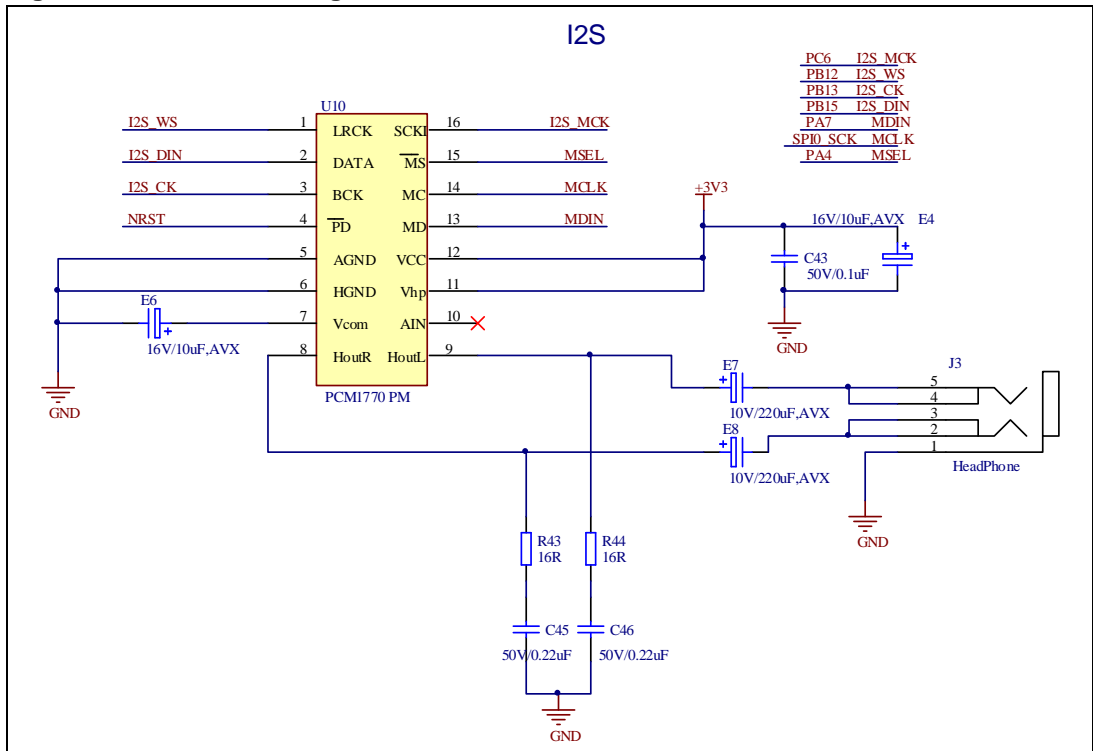 I2S
PC6 I2S_MCK
PB12 I2S_WS
PB13 I2S_CK
PB15 I2S_DIN
PA7 MDIN
SPI0_SCK MCLK
PA4 MSEL
U10
I2S_WS 1 LRCK SCKI 16 I2S_MCK
I2S_DIN 2 DATA MS 15 MSEL
I2S_CK 3 BCK MC 14 MCLK
NRST 4 PD MD 13 MDIN
5 AGND VCC 12
6 HGND Vhp 11
7 Vcom AIN 10
8 HoutR HoutL 9
PCM1770 PM
E6
16V/10uF,AVX
GND
+3V3
16V/10uF,AVX E4
+
C43
50V/0.1uF
GND
E7
+
10V/220uF,AVX
E8
+
10V/220uF,AVX
J3
5
4
3
2
1
HeadPhone
GND
R43
16R
R44
16R
C45
50V/0.22uF
C46
50V/0.22uF
GND